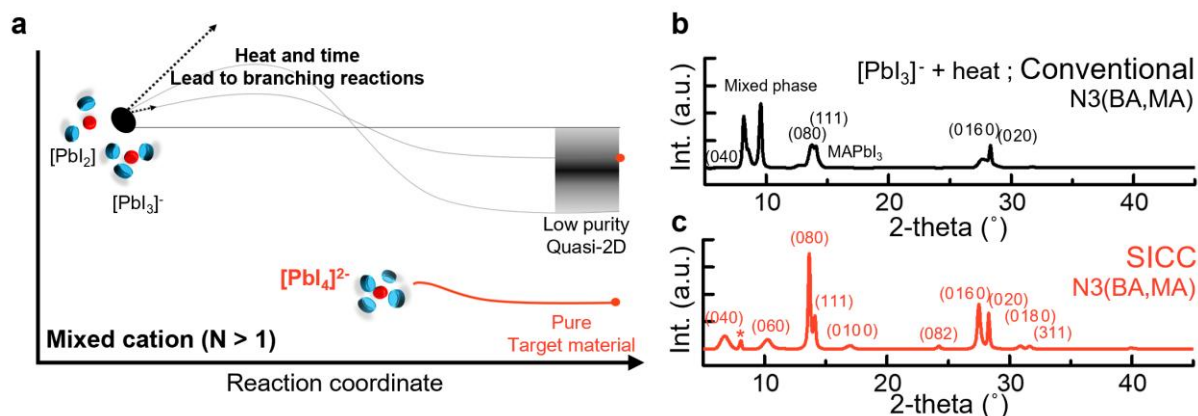 a
Heat and time
Lead to branching reactions
[PbI₂]
[PbI₃]⁻
Low purity
Quasi-2D
[PbI₄]²⁻
Pure
Target material
Mixed cation (N > 1)
Reaction coordinate
b
[PbI₃]⁻ + heat ; Conventional
N3(BA,MA)
Mixed phase
(111)
(080)
(0160)
(020)
(040)
MAPbI₃
Int. (a.u.)
10 20 30 40
2-theta (°)
c
SICC
N3(BA,MA)
(080)
(0160)
(020)
(0180)
(040)
*
(060)
(111)
(0100)
(082)
(311)
Int. (a.u.)
10 20 30 40
2-theta (°)